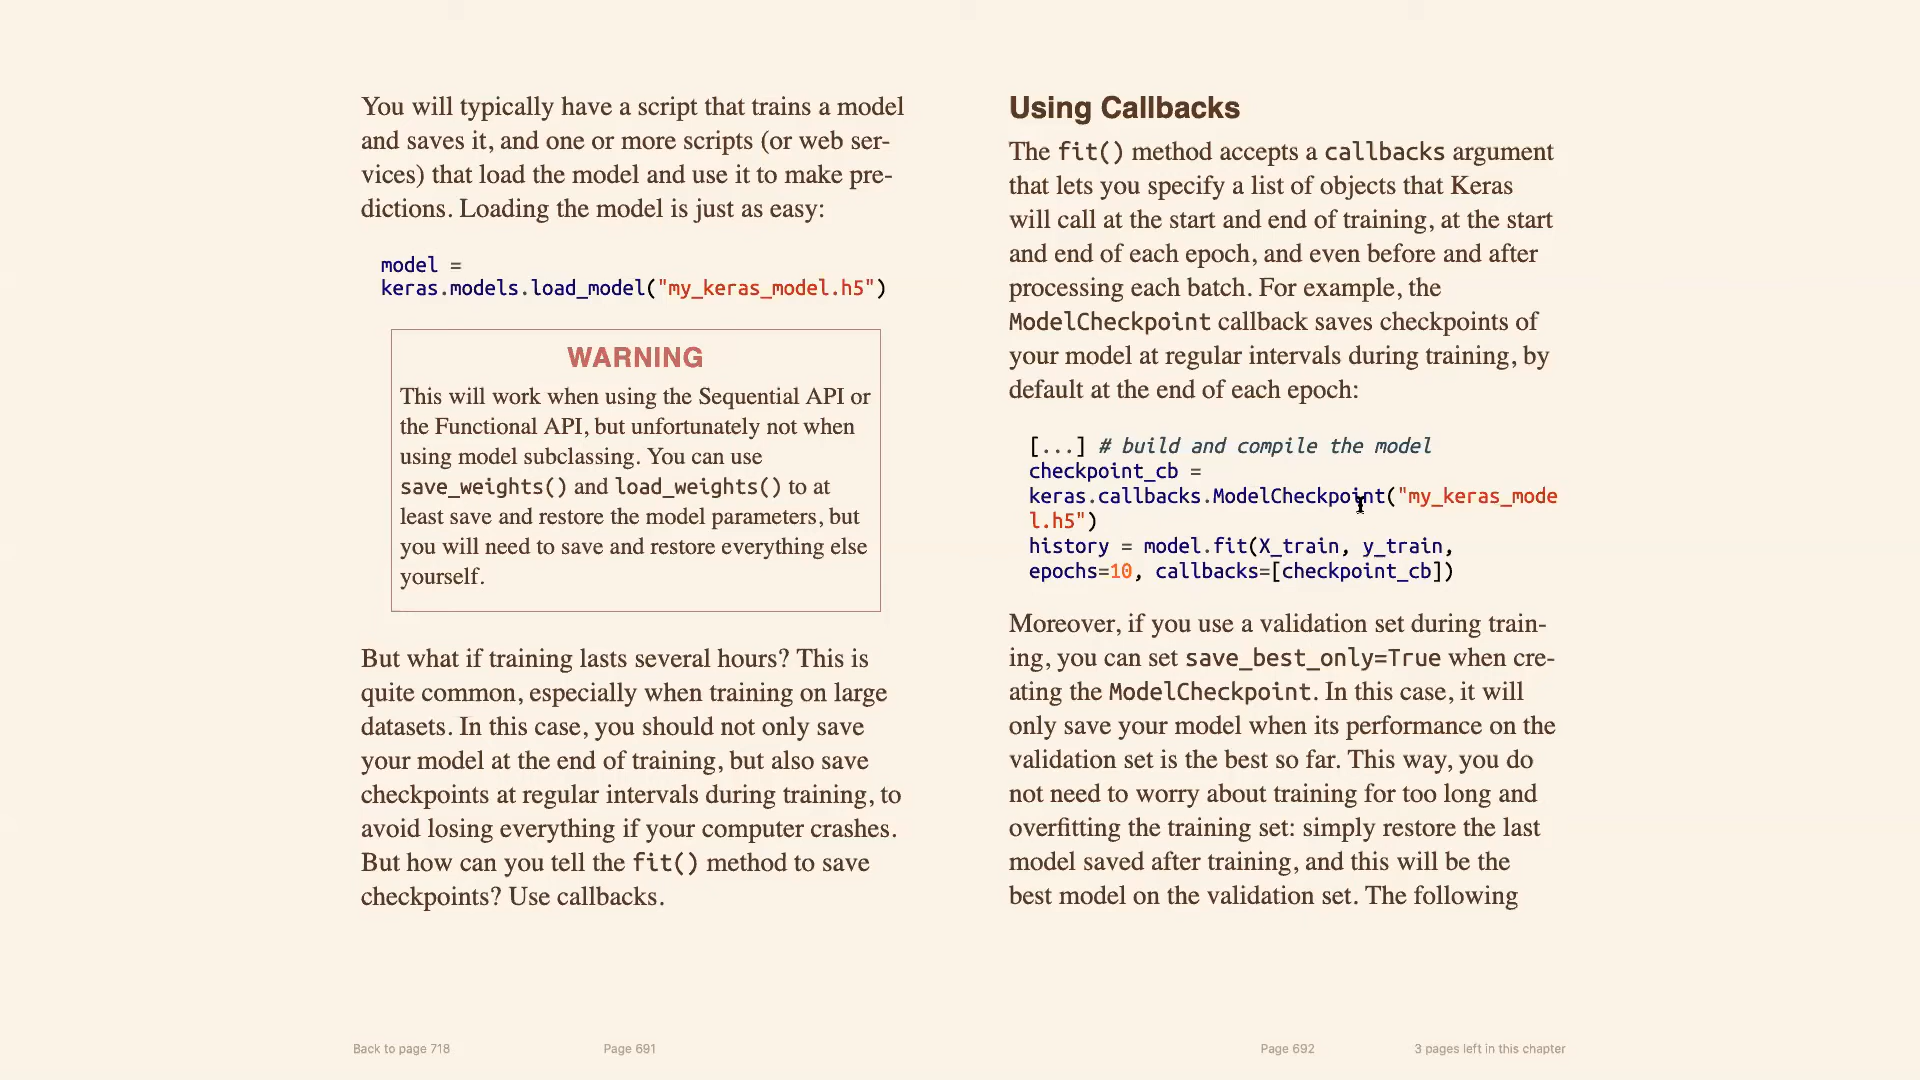 You will typically have a script that trains a model
and saves it, and one or more scripts (or web ser-
vices) that load the model and use it to make pre-
dictions. Loading the model is just as easy:
model =
keras.models.load_model("my_keras_model.h5")
WARNING
This will work when using the Sequential API or
the Functional API, but unfortunately not when
using model subclassing. You can use
save_weights() and load_weights() to at
least save and restore the model parameters, but
you will need to save and restore everything else
yourself.
But what if training lasts several hours? This is
quite common, especially when training on large
datasets. In this case, you should not only save
your model at the end of training, but also save
checkpoints at regular intervals during training, to
avoid losing everything if your computer crashes.
But how can you tell the fit() method to save
checkpoints? Use callbacks.
Using Callbacks
The fit() method accepts a callbacks argument
that lets you specify a list of objects that Keras
will call at the start and end of training, at the start
and end of each epoch, and even before and after
processing each batch. For example, the
ModelCheckpoint callback saves checkpoints of
your model at regular intervals during training, by
default at the end of each epoch:
[...] # build and compile the model
checkpoint_cb =
keras.callbacks.ModelCheckpoint("my_keras_mode
l.h5")
history = model.fit(X_train, y_train,
epochs=10, callbacks=[checkpoint_cb])
Moreover, if you use a validation set during train-
ing, you can set save_best_only=True when cre-
ating the ModelCheckpoint. In this case, it will
only save your model when its performance on the
validation set is the best so far. This way, you do
not need to worry about training for too long and
overfitting the training set: simply restore the last
model saved after training, and this will be the
best model on the validation set. The following
Back to page 718
Page 691
Page 692
3 pages left in this chapter